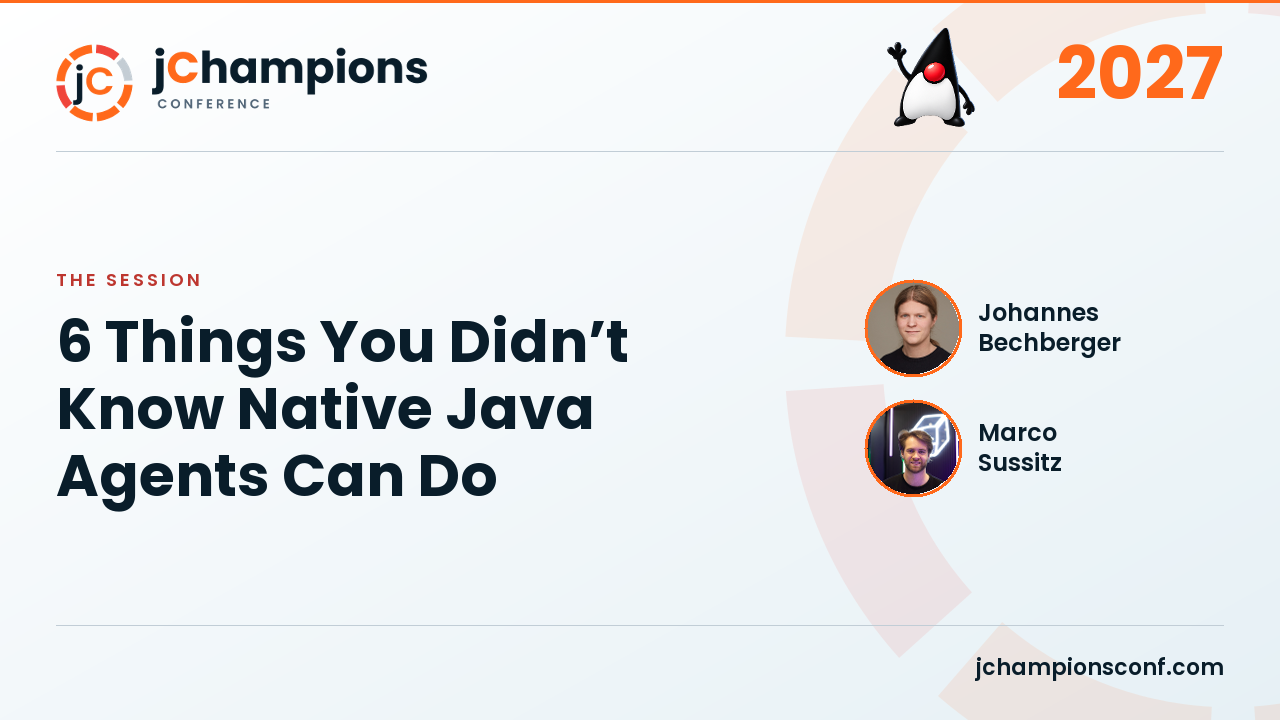 jC
jChampions
CONFERENCE
2027
THE SESSION
6 Things You Didn’t
Know Native Java
Agents Can Do
Johannes
Bechberger
Marco
Sussitz
jchampionsconf.com